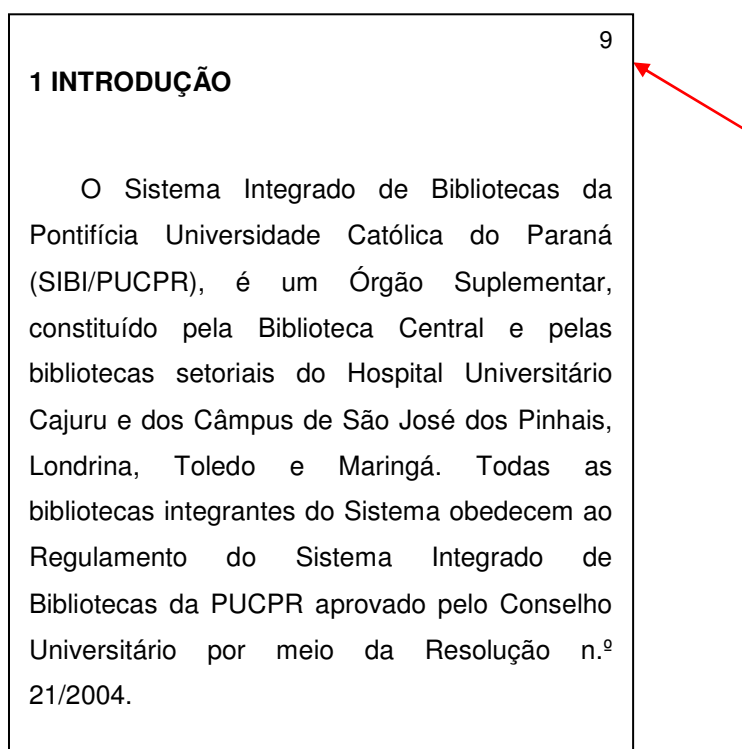 9
1 INTRODUÇÃO
O Sistema Integrado de Bibliotecas da
Pontifícia Universidade Católica do Paraná
(SIBI/PUCPR), é um Órgão Suplementar,
constituído pela Biblioteca Central e pelas
bibliotecas setoriais do Hospital Universitário
Cajuru e dos Câmpus de São José dos Pinhais,
Londrina, Toledo e Maringá. Todas as
bibliotecas integrantes do Sistema obedecem ao
Regulamento do Sistema Integrado de
Bibliotecas da PUCPR aprovado pelo Conselho
Universitário por meio da Resolução n.º
21/2004.